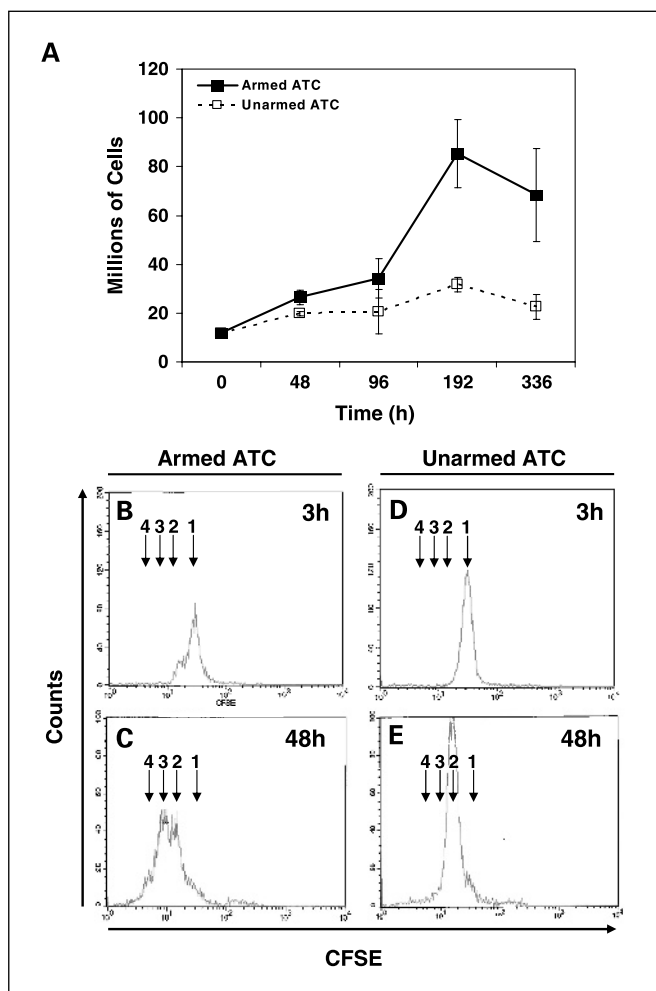 A
120
100
80
60
40
20
0
Millions of Cells
Armed ATC
Unarmed ATC
0 48 96 192 336
Time (h)
Armed ATC
Unarmed ATC
B
3h
4 3 2 1
CFSE
D
3h
4 3 2 1
C
48h
4 3 2 1
E
48h
4 3 2 1
Counts
CFSE